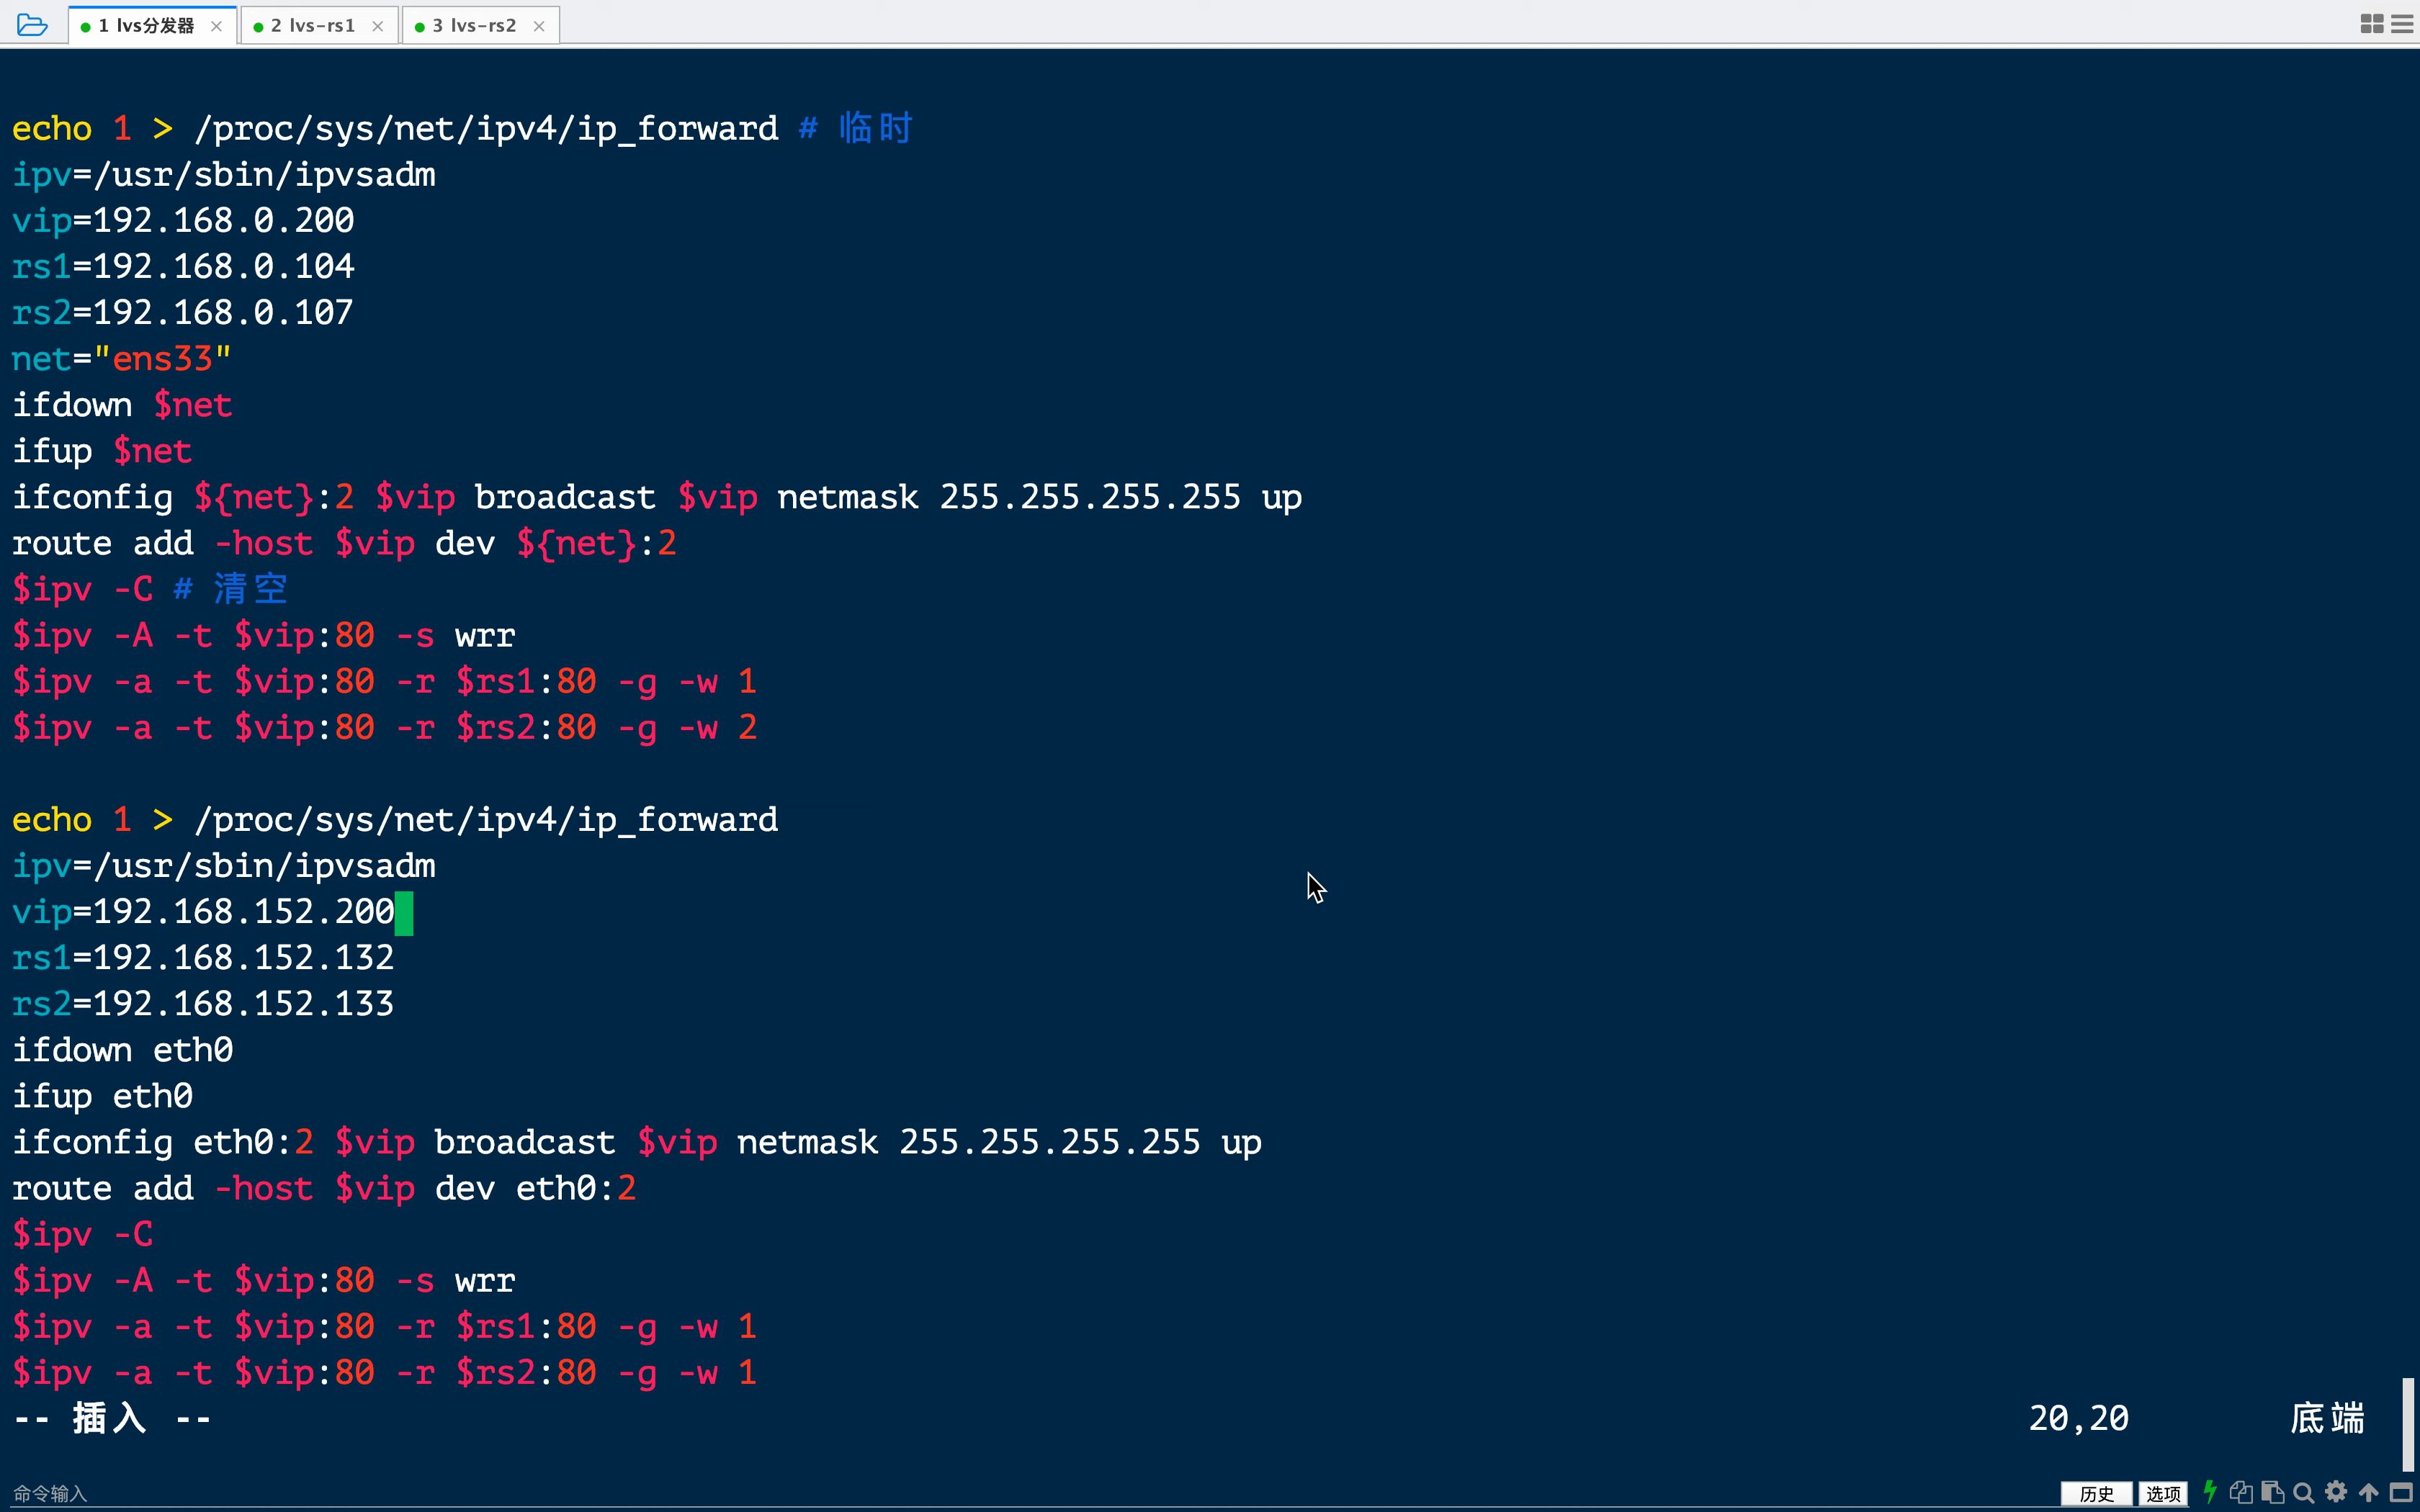 1 lvs分发器 × 2 lvs-rs1 × 3 lvs-rs2 ×
echo 1 > /proc/sys/net/ipv4/ip_forward # 临时
ipv=/usr/sbin/ipvsadm
vip=192.168.0.200
rs1=192.168.0.104
rs2=192.168.0.107
net="ens33"
ifdown $net
ifup $net
ifconfig ${net}:2 $vip broadcast $vip netmask 255.255.255.255 up
route add -host $vip dev ${net}:2
$ipv -C # 清空
$ipv -A -t $vip:80 -s wrr
$ipv -a -t $vip:80 -r $rs1:80 -g -w 1
$ipv -a -t $vip:80 -r $rs2:80 -g -w 2
echo 1 > /proc/sys/net/ipv4/ip_forward
ipv=/usr/sbin/ipvsadm
vip=192.168.152.200
rs1=192.168.152.132
rs2=192.168.152.133
ifdown eth0
ifup eth0
ifconfig eth0:2 $vip broadcast $vip netmask 255.255.255.255 up
route add -host $vip dev eth0:2
$ipv -C
$ipv -A -t $vip:80 -s wrr
$ipv -a -t $vip:80 -r $rs1:80 -g -w 1
$ipv -a -t $vip:80 -r $rs2:80 -g -w 1
-- 插入 -- 20,20 底端
命令输入 历史 选项